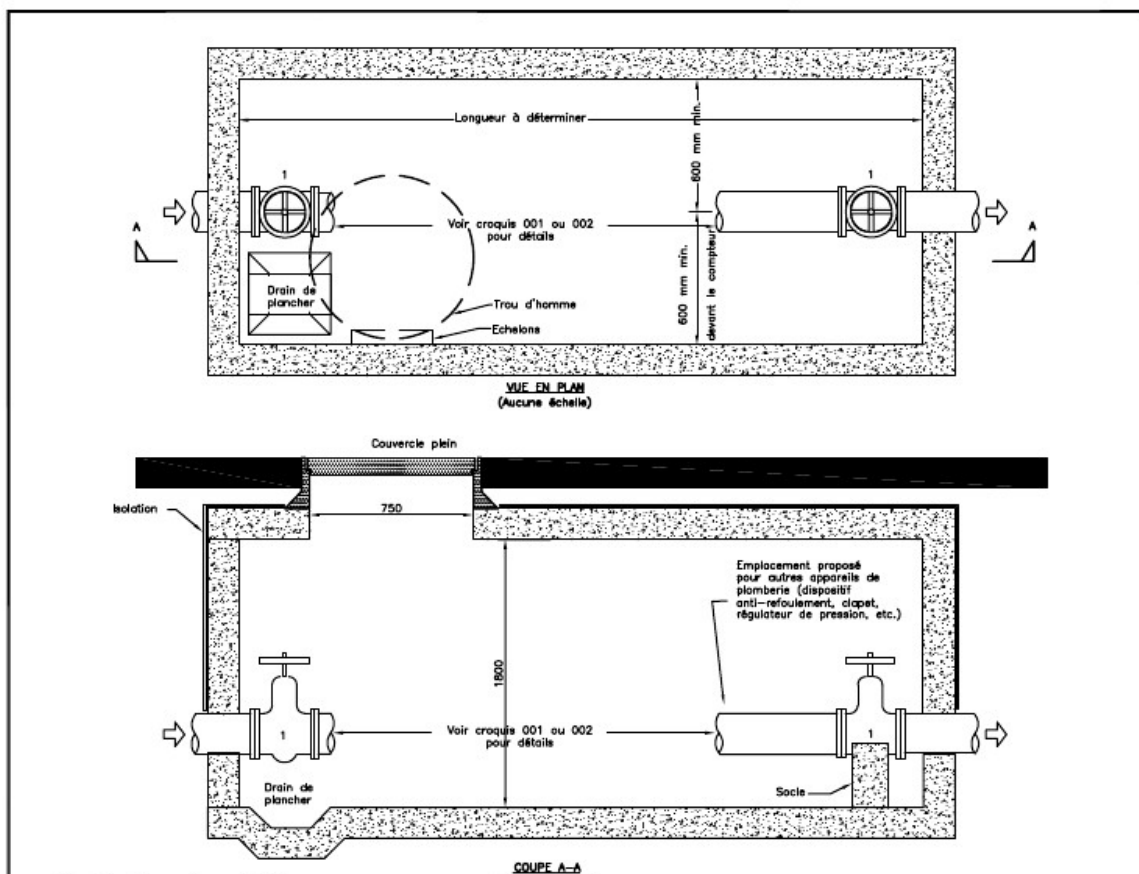 Longueur à déterminer
600 mm min.
1
1
A
A
Voir croquis 001 ou 002
pour détails
600 mm min.
devant le compteur
Drain de
plancher
Trou d'homme
Echelons
VUE EN PLAN
(Aucune échelle)
Couvercle plein
Isolation
750
Emplacement proposé
pour autres appareils de
plomberie (dispositif
anti-refoulement, clapet,
régulateur de pression, etc.)
1800
1
Voir croquis 001 ou 002
pour détails
1
Drain de
plancher
Socle
COUPE A-A